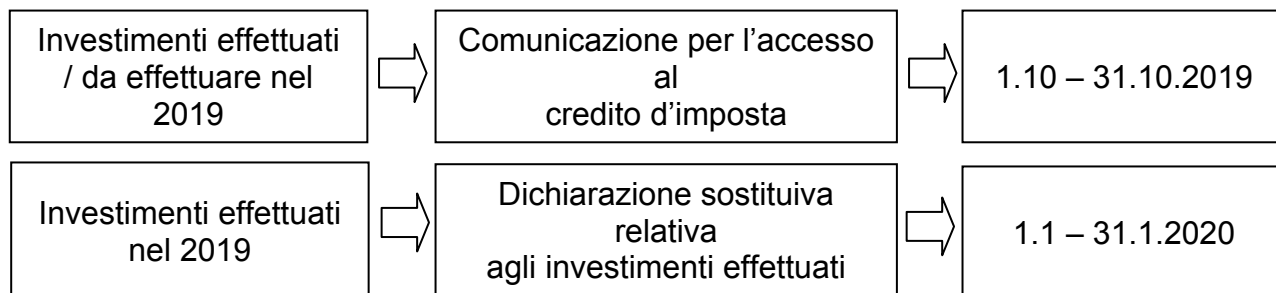 Investimenti effettuati
/ da effettuare nel
2019
Comunicazione per l’accesso
al
credito d’imposta
1.10 – 31.10.2019
Investimenti effettuati
nel 2019
Dichiarazione sostituiva
relativa
agli investimenti effettuati
1.1 – 31.1.2020